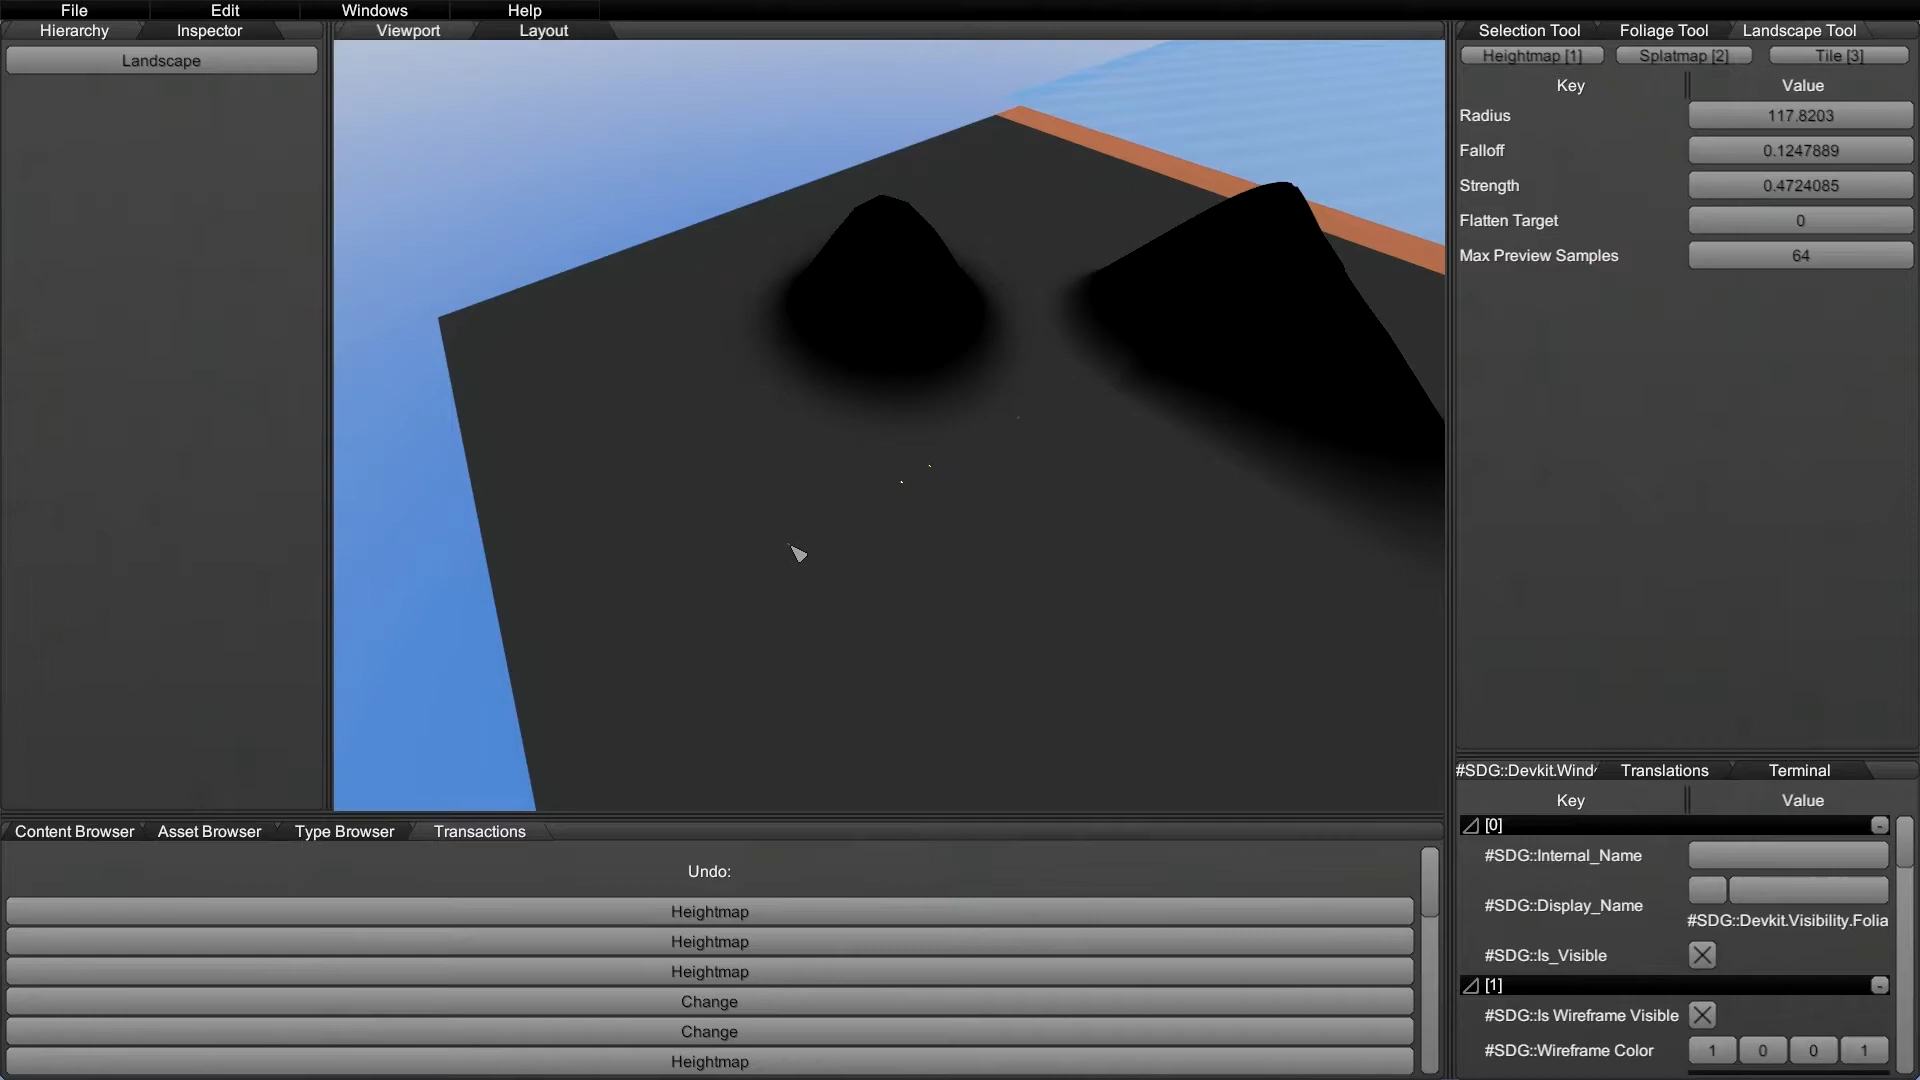 File Edit Windows Help
Hierarchy Inspector Viewport Layout Selection Tool Foliage Tool Landscape Tool
Landscape
Heightmap [1] Splatmap [2] Tile [3]
Key Value
Radius 117.8203
Falloff 0.1247889
Strength 0.4724085
Flatten Target 0
Max Preview Samples 64
Content Browser Asset Browser Type Browser Transactions
Undo:
Heightmap
Heightmap
Heightmap
Change
Change
Heightmap
#SDG::Devkit.Wind Translations Terminal
Key Value
[0] -
#SDG::Internal_Name
#SDG::Display_Name
#SDG::Devkit.Visibility.Folia
#SDG::Is_Visible
[1] -
#SDG::Is Wireframe Visible
#SDG::Wireframe Color 1 0 0 1